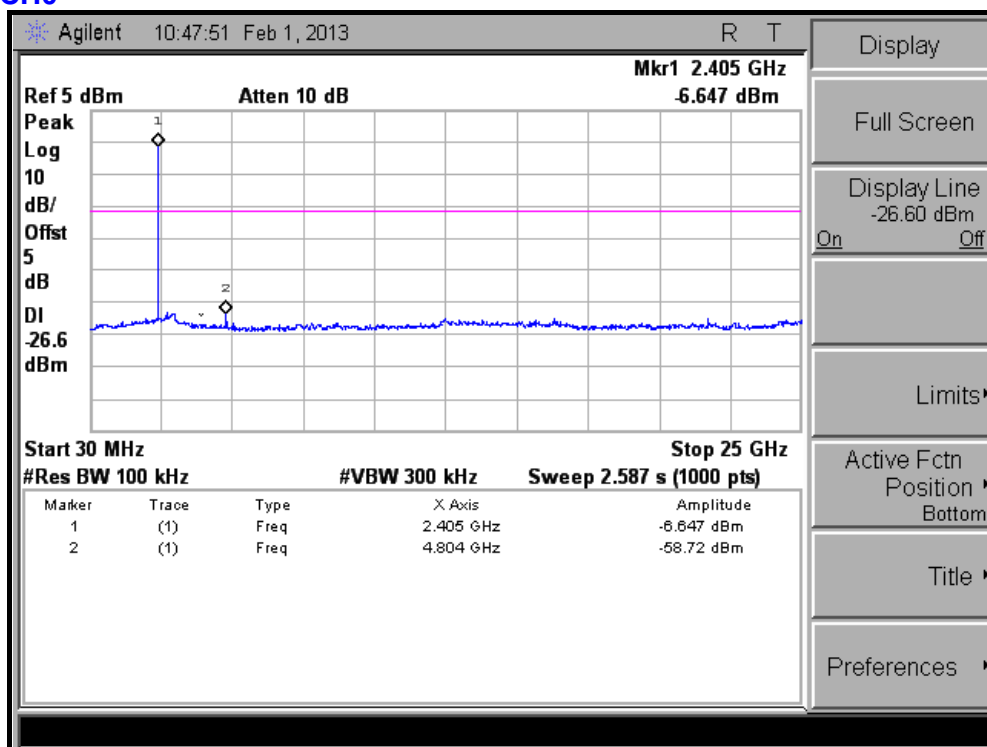 Agilent 10:47:51 Feb 1, 2013 R T
Mkr1 2.405 GHz
Ref 5 dBm Atten 10 dB -6.647 dBm
Peak
Log
10
dB/
Offst
5
dB
DI
-26.6
dBm
1
2
Start 30 MHz Stop 25 GHz
#Res BW 100 kHz #VBW 300 kHz Sweep 2.587 s (1000 pts)
Marker Trace Type X Axis Amplitude
1 (1) Freq 2.405 GHz -6.647 dBm
2 (1) Freq 4.804 GHz -58.72 dBm
Display
Full Screen
Display Line
-26.60 dBm
On Off
Limits
Active Fctn
Position
Bottom
Title
Preferences